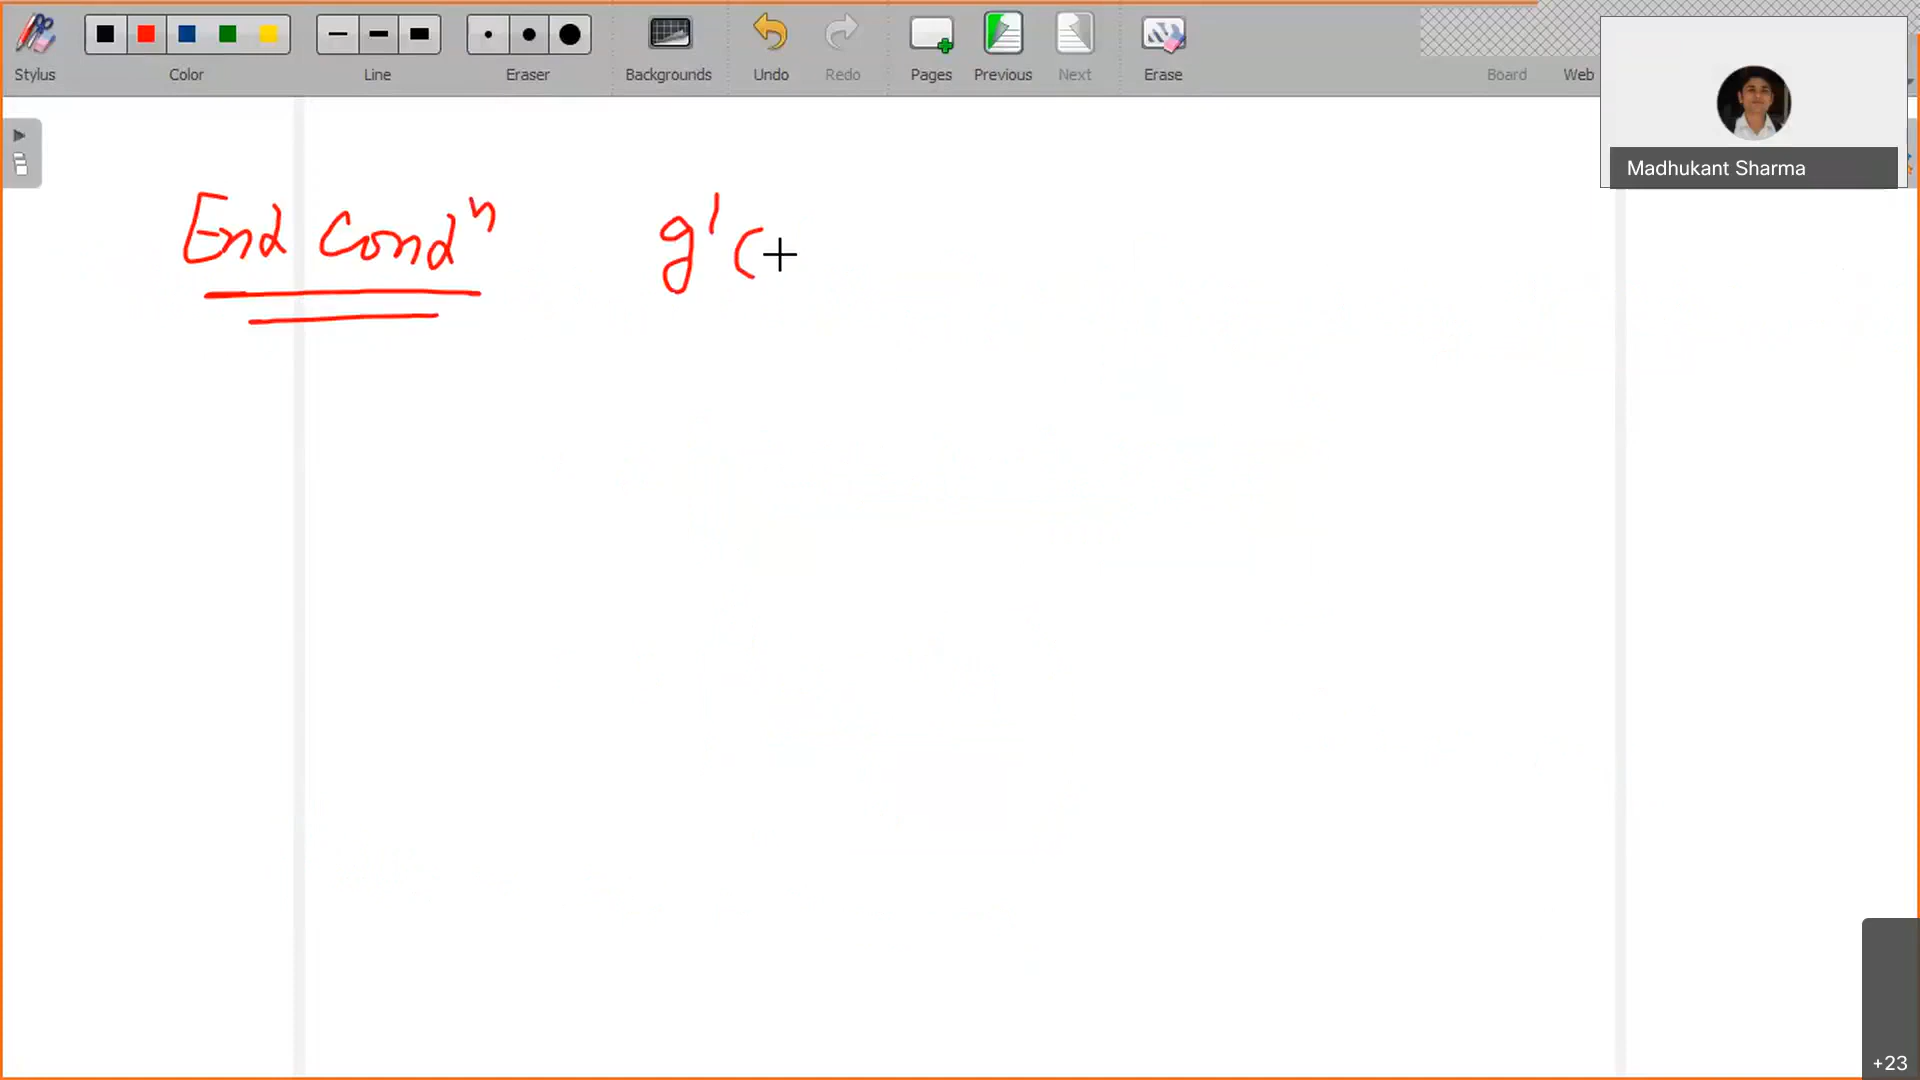 Stylus Color Line Eraser Backgrounds Undo Redo Pages Previous Next Erase Board Web
Madhukant Sharma
End Condⁿ g'(
+23